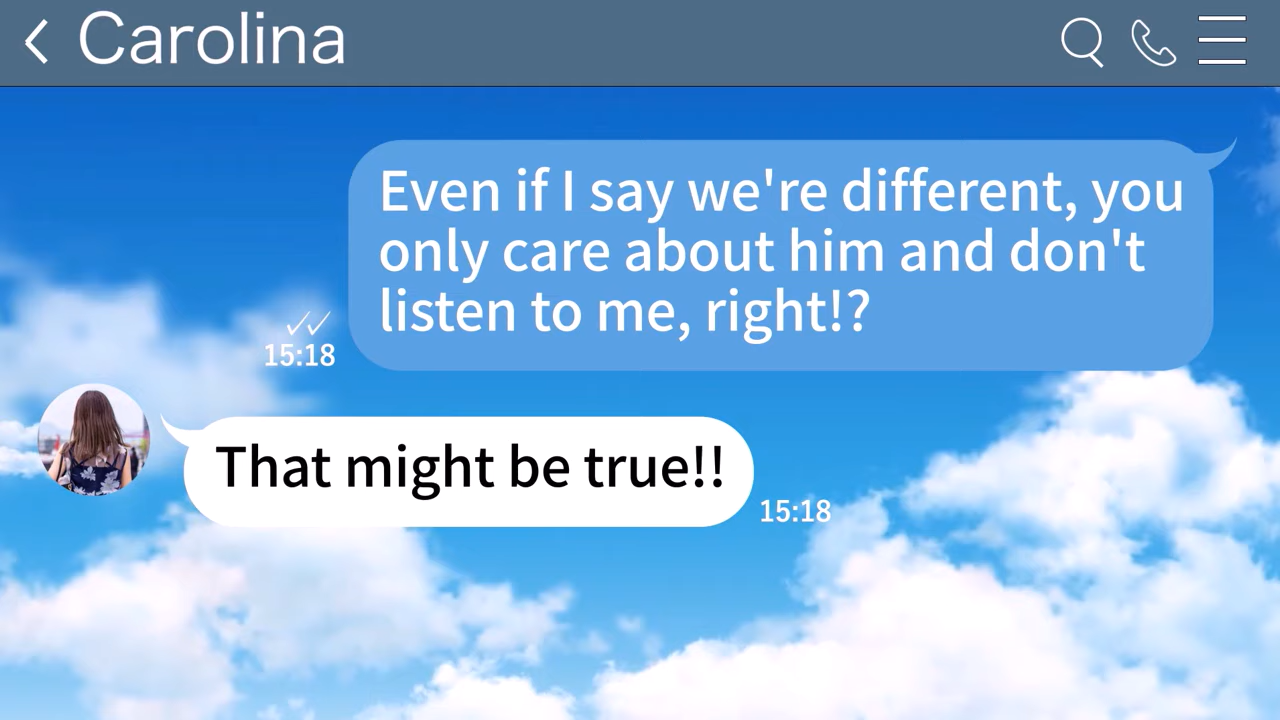 Carolina
Even if I say we're different, you
only care about him and don't
listen to me, right!?
15:18
That might be true!!
15:18